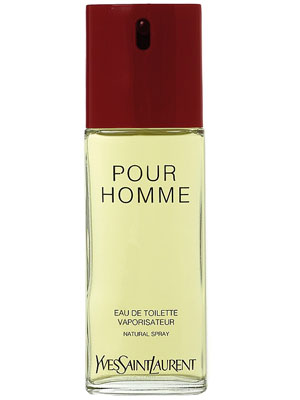 POUR
HOMME
EAU DE TOILETTE
VAPORISATEUR
NATURAL SPRAY
YVESSAINTLAURENT